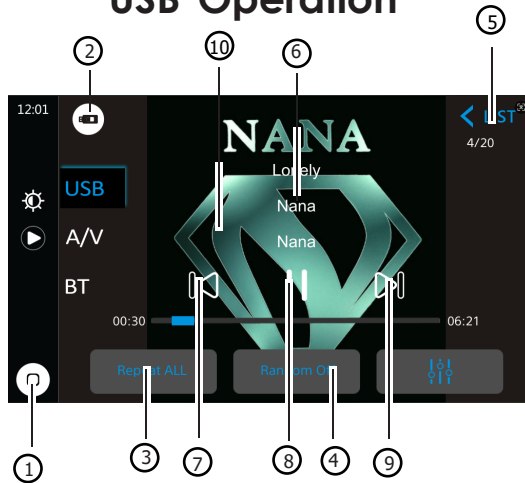 USB Operation
2
10
6
5
12:01
NANA
LIST
4/20
Lonely
USB
Nana
A/V
Nana
BT
00:30
06:21
Repeat ALL
Random Off
1
3
7
8
4
9